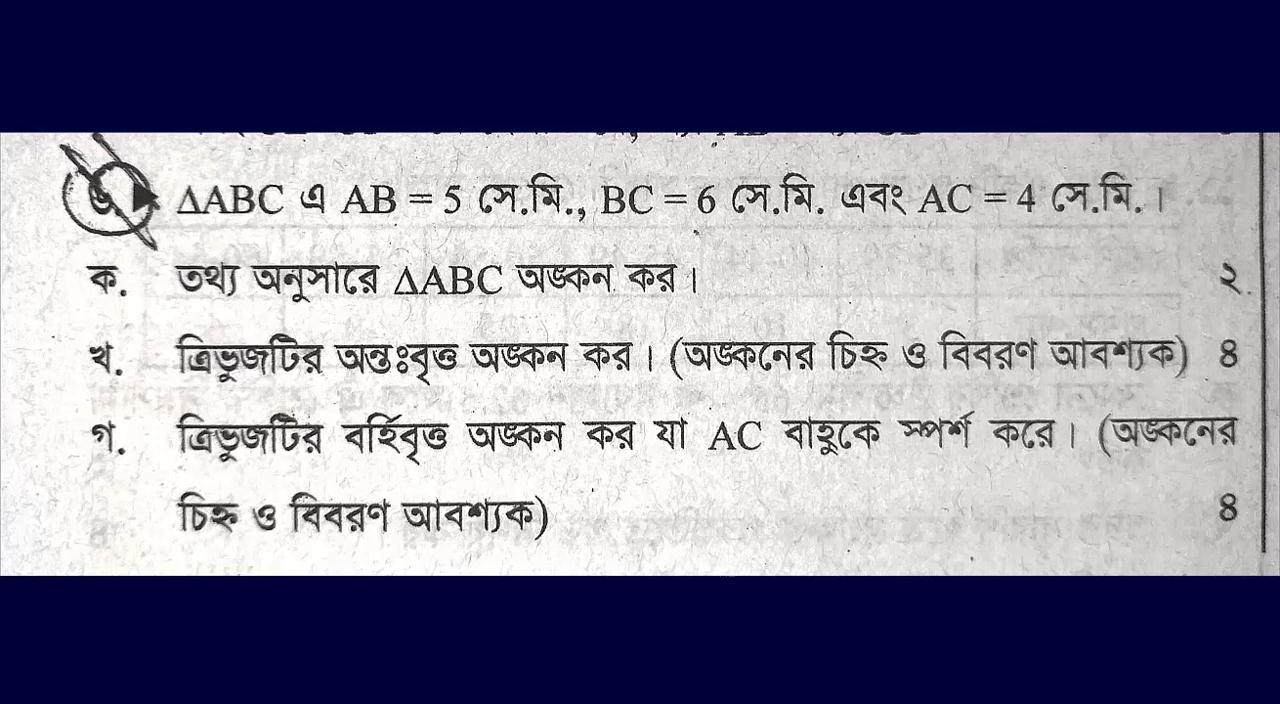 ৬▶ ΔABC এ AB = 5 সে.মি., BC = 6 সে.মি. এবং AC = 4 সে.মি.।
ক. তথ্য অনুসারে ΔABC অঙ্কন কর। ২
খ. ত্রিভুজটির অন্তঃবৃত্ত অঙ্কন কর। (অঙ্কনের চিহ্ন ও বিবরণ আবশ্যক) ৪
গ. ত্রিভুজটির বর্হিবৃত্ত অঙ্কন কর যা AC বাহুকে স্পর্শ করে। (অঙ্কনের
চিহ্ন ও বিবরণ আবশ্যক) ৪